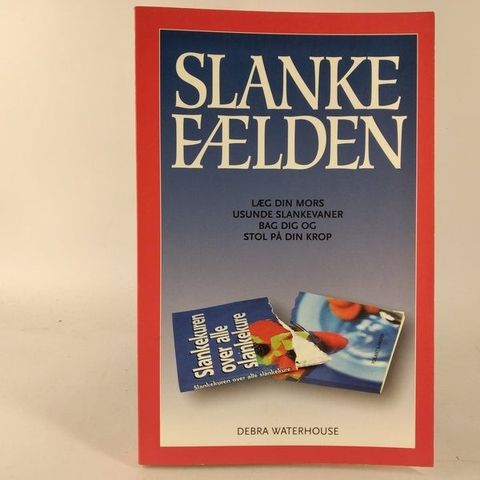 SLANKE
FÆLDEN
LÆG DIN MORS
USUNDE SLANKEVANER
BAG DIG OG
STOL PÅ DIN KROP
Slankekuren
over alle
slankekure
Slankekuren over alle slankekure
DEBRA WATERHOUSE